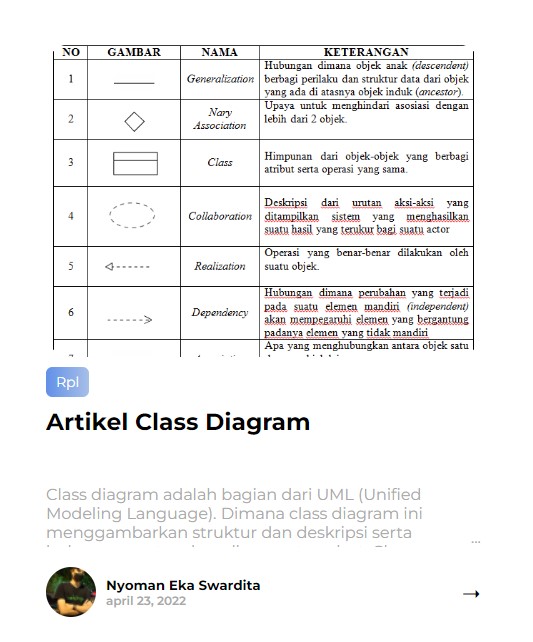 NO GAMBAR NAMA KETERANGAN
1 Generalization Hubungan dimana objek anak (descendent)
berbagi perilaku dan struktur data dari objek
yang ada di atasnya objek induk (ancestor).
2 Nary Association Upaya untuk menghindari asosiasi dengan
lebih dari 2 objek.
3 Class Himpunan dari objek-objek yang berbagi
atribut serta operasi yang sama.
4 Collaboration Deskripsi dari urutan aksi-aksi yang
ditampilkan sistem yang menghasilkan
suatu hasil yang terukur bagi suatu actor
5 Realization Operasi yang benar-benar dilakukan oleh
suatu objek.
6 Dependency Hubungan dimana perubahan yang terjadi
pada suatu elemen mandiri (independent)
akan mempegaruhi elemen yang bergantung
padanya elemen yang tidak mandiri
Apa yang menghubungkan antara objek satu
Rpl
Artikel Class Diagram
Class diagram adalah bagian dari UML (Unified
Modeling Language). Dimana class diagram ini
menggambarkan struktur dan deskripsi serta
...
Nyoman Eka Swardita
april 23, 2022